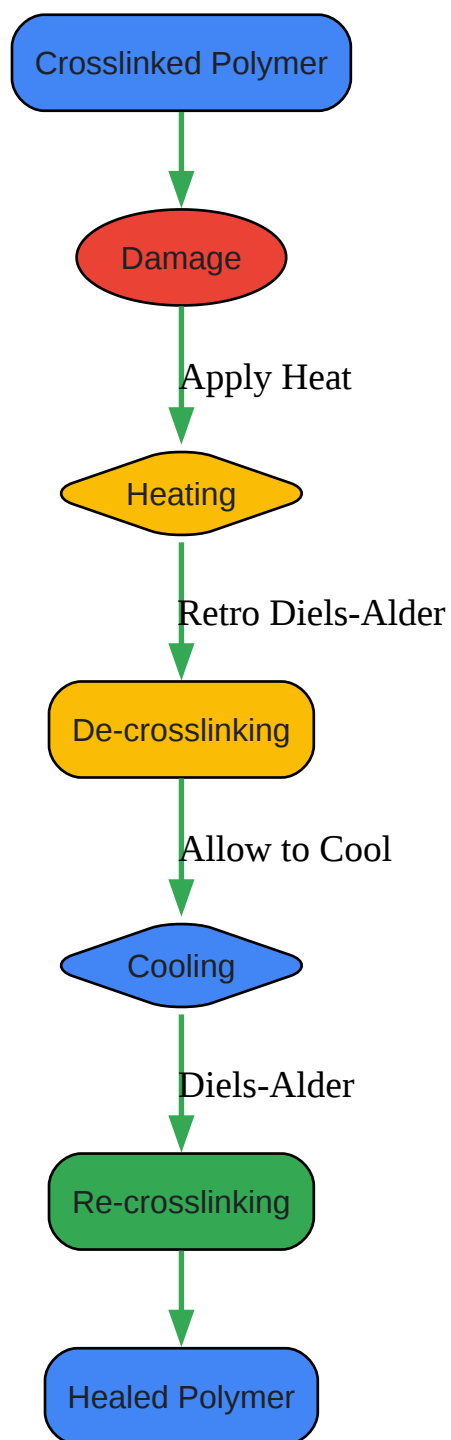 Crosslinked Polymer
Damage
Apply Heat
Heating
Retro Diels-Alder
De-crosslinking
Allow to Cool
Cooling
Diels-Alder
Re-crosslinking
Healed Polymer